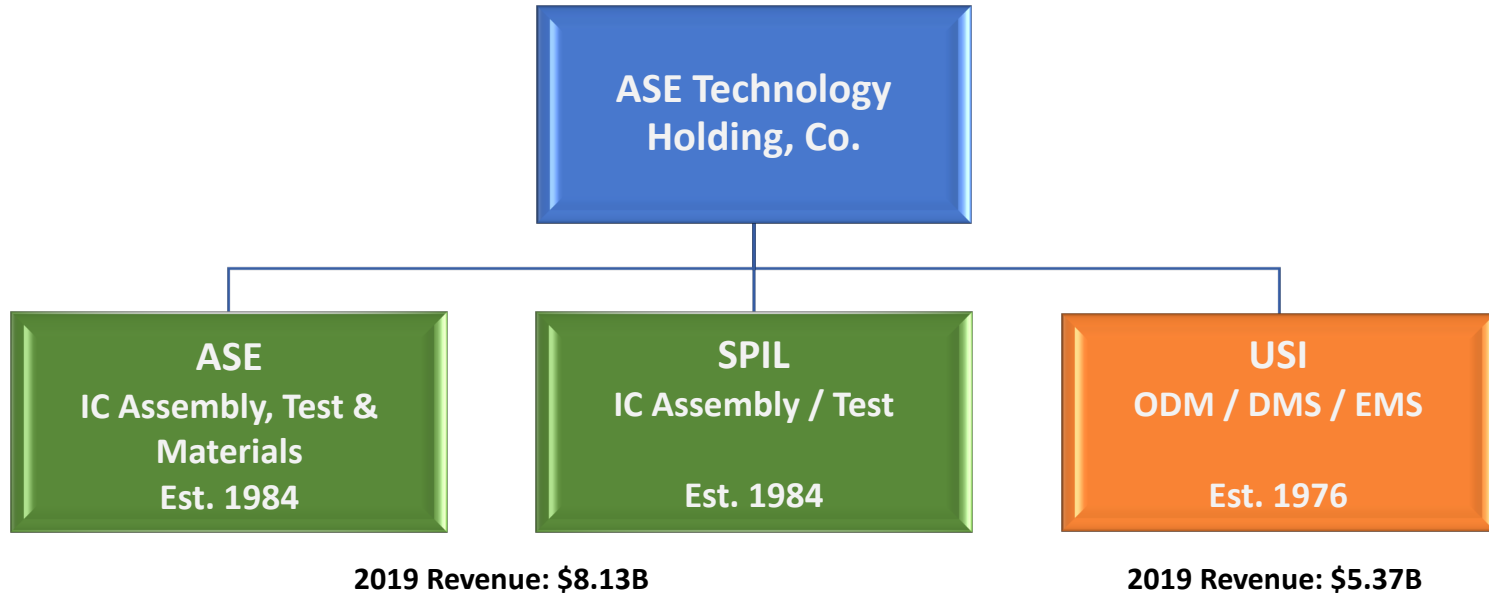 ASE Technology
Holding, Co.
ASE
IC Assembly, Test &
Materials
Est. 1984
SPIL
IC Assembly / Test
Est. 1984
USI
ODM / DMS / EMS
Est. 1976
2019 Revenue: $8.13B
2019 Revenue: $5.37B